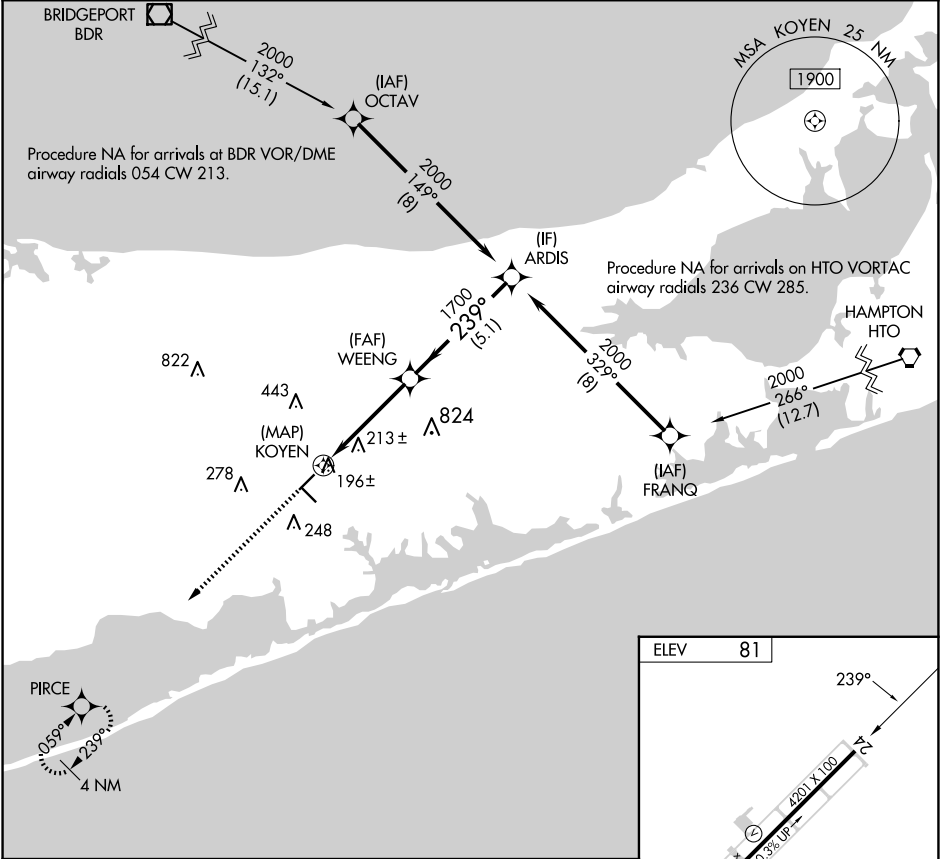 BRIDGEPORT
BDR
2000
132°
(15.1)
(IAF)
OCTAV
MSA KOYEN 25 NM
1900
Procedure NA for arrivals at BDR VOR/DME
airway radials 054 CW 213.
2000
149°
(8)
(IF)
ARDIS
Procedure NA for arrivals on HTO VORTAC
airway radials 236 CW 285.
HAMPTON
HTO
1700
239°
(5.1)
(FAF)
WEENG
2000
329°
(8)
2000
266°
(12.7)
822
443
824
(MAP)
KOYEN
213±
278
196±
(IAF)
FRANQ
248
ELEV 81
239°
PIRCE
059°
239°
4 NM
24
4201 X 100
0.3% UP
V